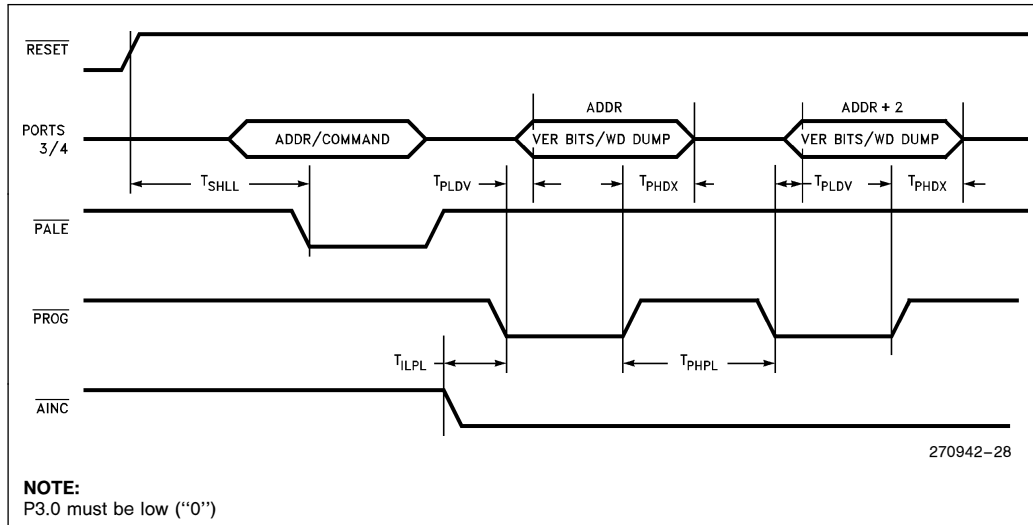 RESET
PORTS
3/4
ADDR/COMMAND
ADDR
VER BITS/WD DUMP
ADDR + 2
VER BITS/WD DUMP
TSHLL
TPLDV
TPHDX
TPLDV
TPHDX
PALE
PROG
TILPL
TPHPL
AINC
270942–28
NOTE:
P3.0 must be low (“0”)